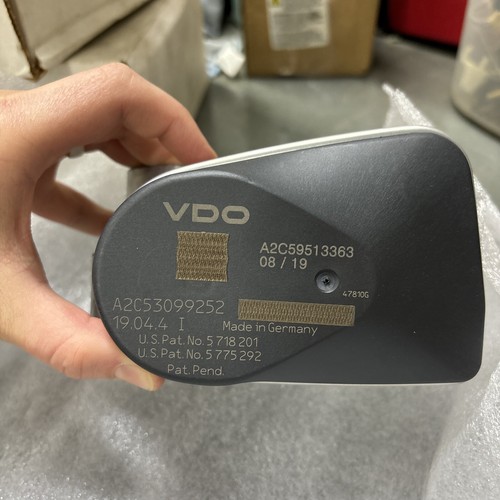 VDO
A2C59513363
08 / 19
47810G
A2C53099252
19.04.4 I
Made in Germany
U.S. Pat. No. 5 718 201
U.S. Pat. No. 5 775 292
Pat. Pend.